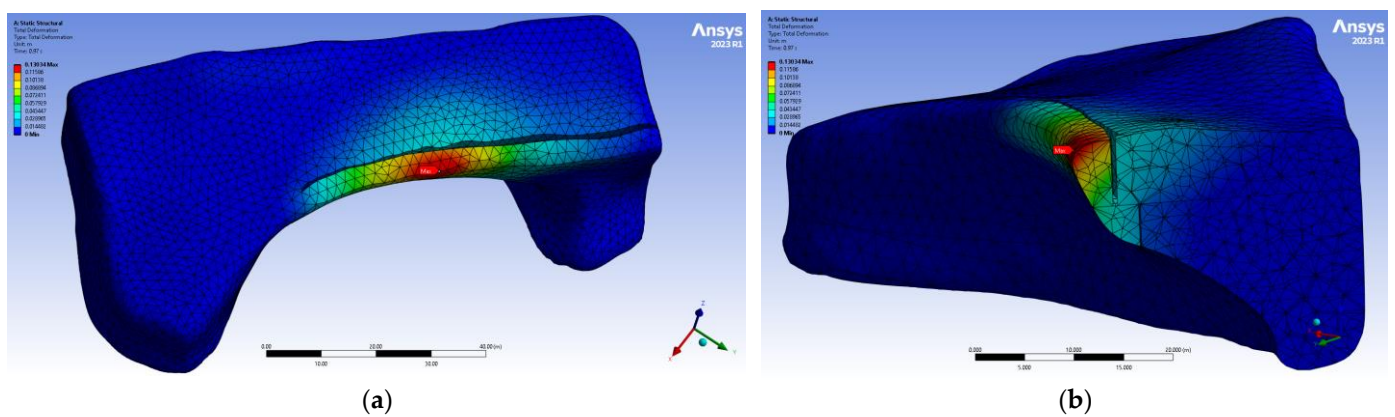 A: Static Structural
Total Deformation
Type: Total Deformation
Unit: m
Time: 0.97 s
0.13034 Max
0.11586
0.10138
0.086894
0.072411
0.057929
0.043447
0.028965
0.014482
0 Min
Ansys
2023 R1
Max
0.00
20.00
40.00 (m)
10.00
30.00
Z
X
Y
(a)
A: Static Structural
Total Deformation
Type: Total Deformation
Unit: m
Time: 0.97 s
0.13034 Max
0.11586
0.10138
0.086894
0.072411
0.057929
0.043447
0.028965
0.014482
0 Min
Ansys
2023 R1
Max
0.000
10.000
20.000 (m)
5.000
15.000
(b)